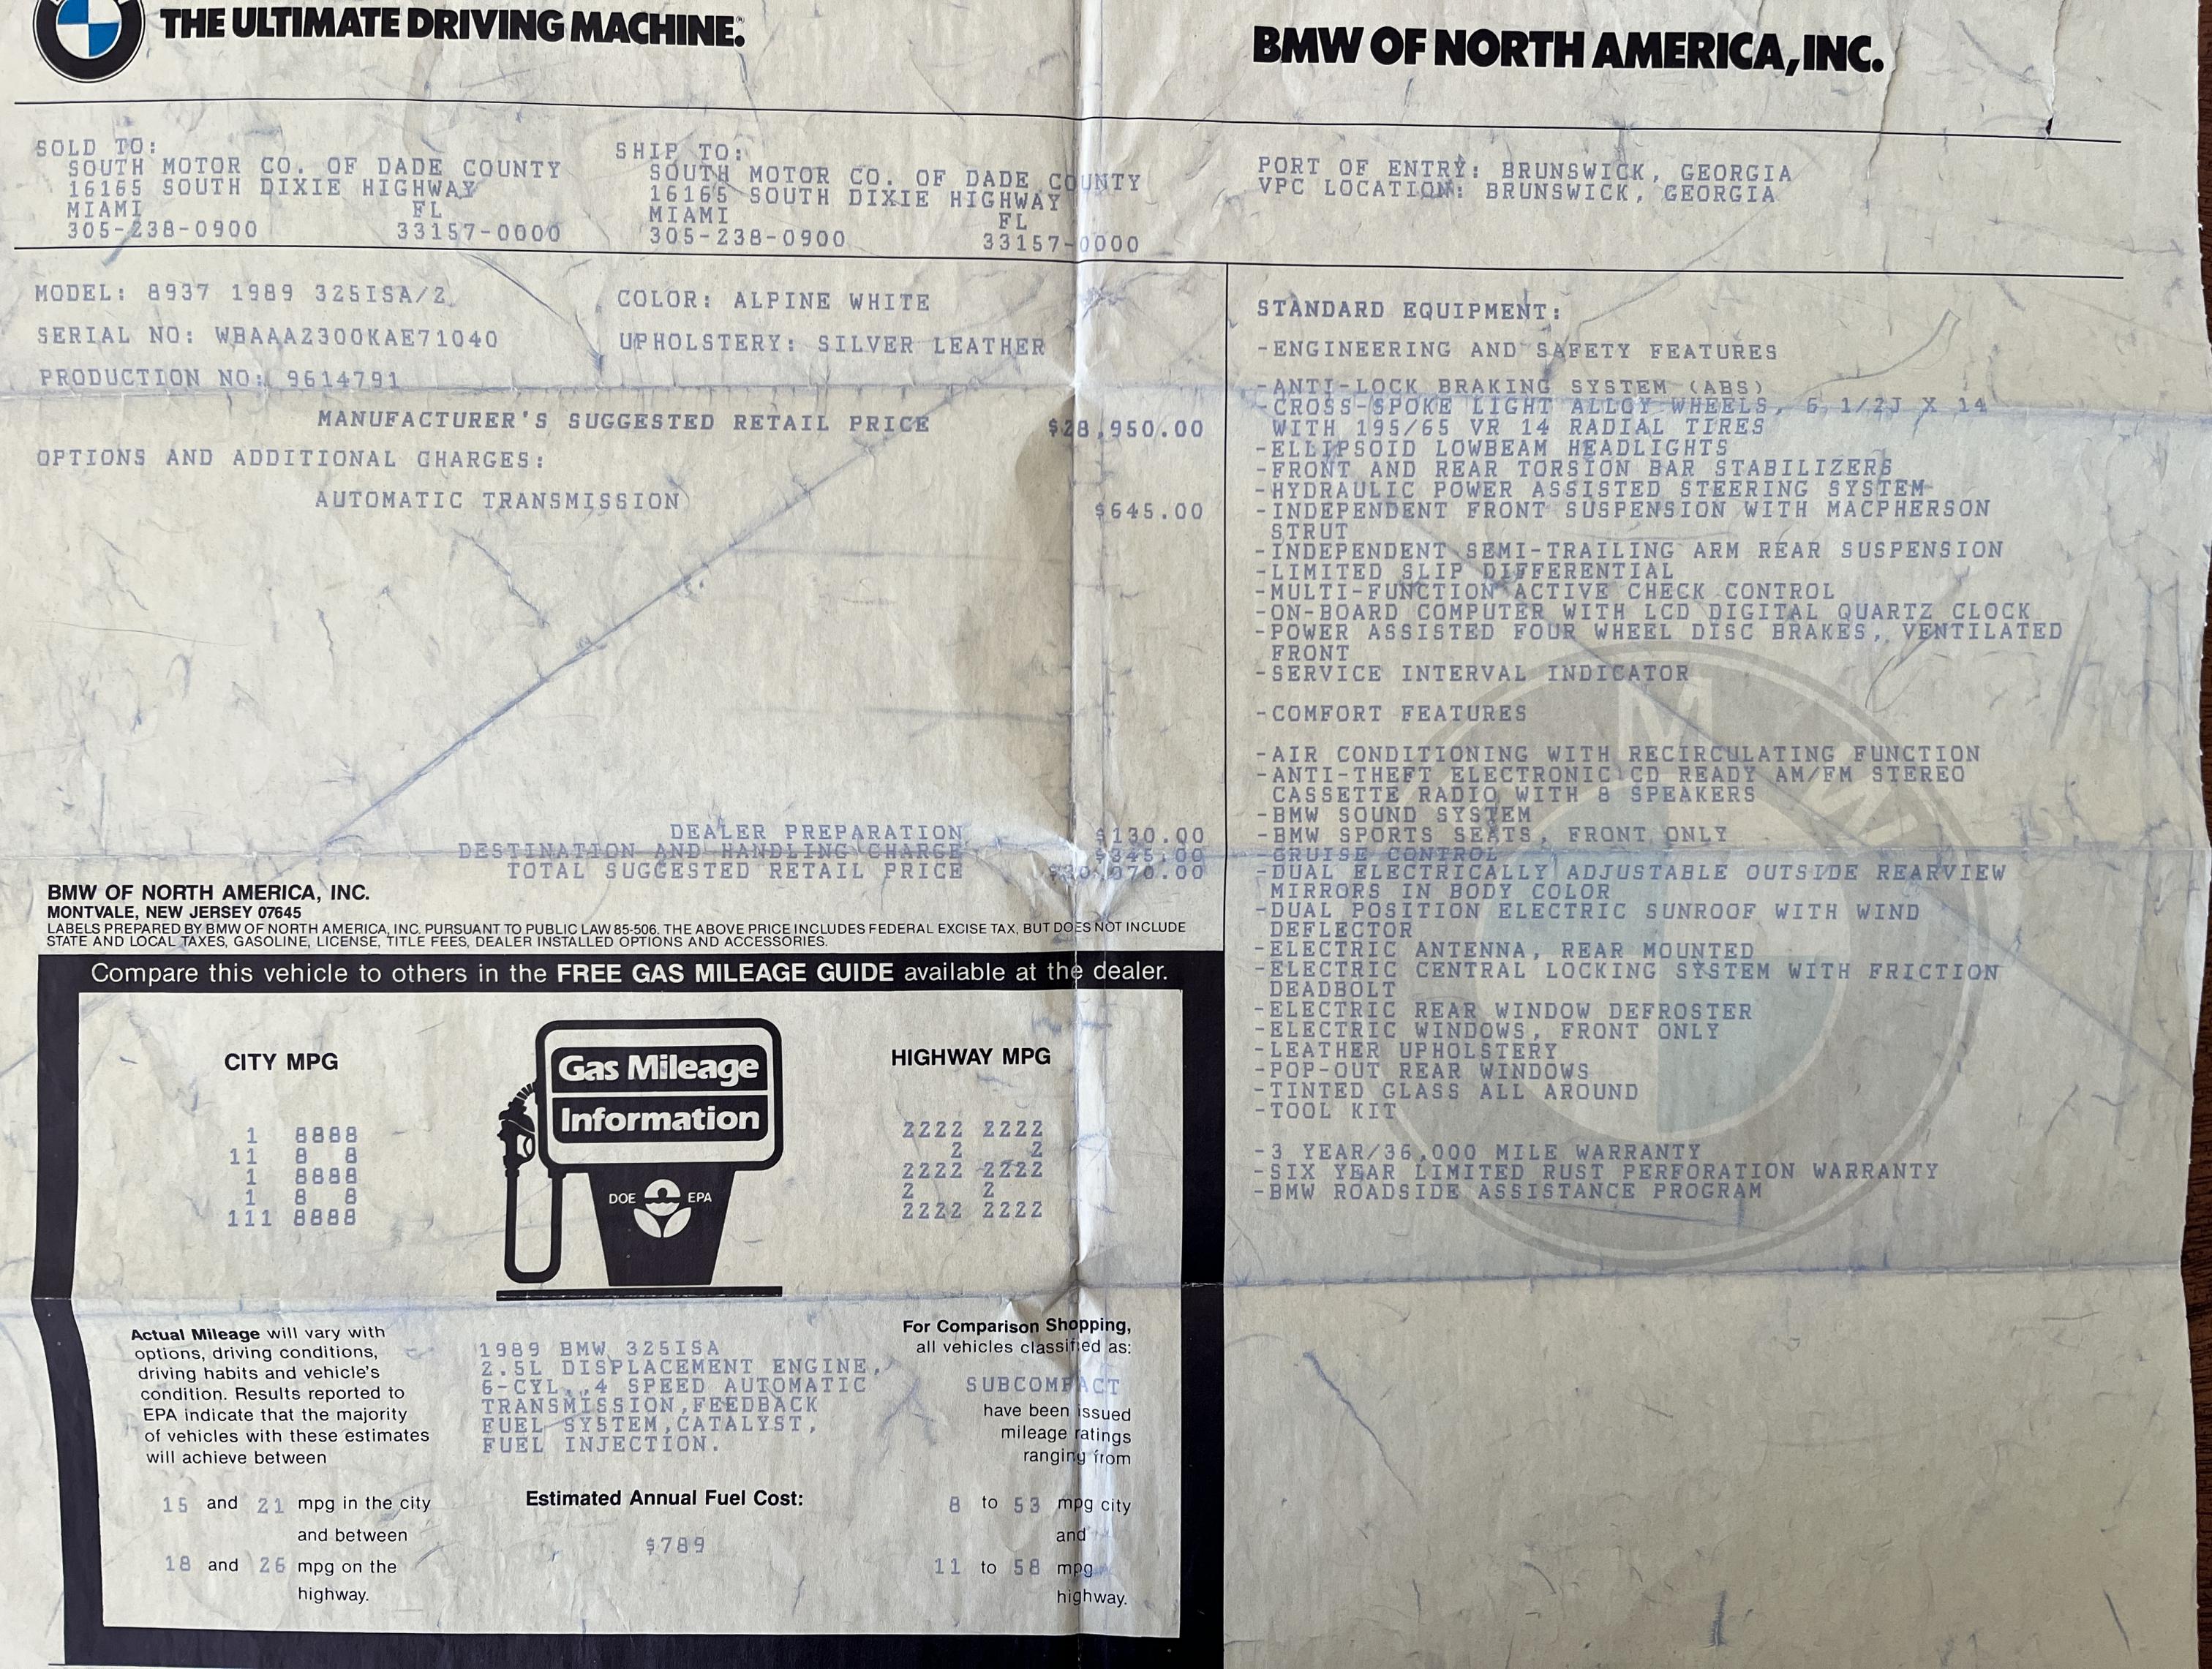 THE ULTIMATE DRIVING MACHINE.
BMW OF NORTH AMERICA, INC.
SOLD TO:
SOUTH MOTOR CO. OF DADE COUNTY
16165 SOUTH DIXIE HIGHWAY
MIAMI FL
305-238-0900 33157-0000
SHIP TO:
SOUTH MOTOR CO. OF DADE COUNTY
16165 SOUTH DIXIE HIGHWAY
MIAMI FL
305-238-0900 33157-0000
PORT OF ENTRY: BRUNSWICK, GEORGIA
VPC LOCATION: BRUNSWICK, GEORGIA
MODEL: 8937 1989 325ISA/2
COLOR: ALPINE WHITE
SERIAL NO: WBAAA2300KAE71040
UPHOLSTERY: SILVER LEATHER
PRODUCTION NO: 9614791
MANUFACTURER'S SUGGESTED RETAIL PRICE $28,950.00
OPTIONS AND ADDITIONAL CHARGES:
AUTOMATIC TRANSMISSION $645.00
DEALER PREPARATION $130.00
DESTINATION AND HANDLING CHARGE $345.00
TOTAL SUGGESTED RETAIL PRICE $30,070.00
BMW OF NORTH AMERICA, INC.
MONTVALE, NEW JERSEY 07645
LABELS PREPARED BY BMW OF NORTH AMERICA, INC. PURSUANT TO PUBLIC LAW 85-506. THE ABOVE PRICE INCLUDES FEDERAL EXCISE TAX, BUT DOES NOT INCLUDE
STATE AND LOCAL TAXES, GASOLINE, LICENSE, TITLE FEES, DEALER INSTALLED OPTIONS AND ACCESSORIES.
STANDARD EQUIPMENT:
-ENGINEERING AND SAFETY FEATURES
-ANTI-LOCK BRAKING SYSTEM (ABS)
-CROSS-SPOKE LIGHT ALLOY WHEELS, 6 1/2J X 14
WITH 195/65 VR 14 RADIAL TIRES
-ELLIPSOID LOWBEAM HEADLIGHTS
-FRONT AND REAR TORSION BAR STABILIZERS
-HYDRAULIC POWER ASSISTED STEERING SYSTEM
-INDEPENDENT FRONT SUSPENSION WITH MACPHERSON
STRUT
-INDEPENDENT SEMI-TRAILING ARM REAR SUSPENSION
-LIMITED SLIP DIFFERENTIAL
-MULTI-FUNCTION ACTIVE CHECK CONTROL
-ON-BOARD COMPUTER WITH LCD DIGITAL QUARTZ CLOCK
-POWER ASSISTED FOUR WHEEL DISC BRAKES, VENTILATED
FRONT
-SERVICE INTERVAL INDICATOR
-COMFORT FEATURES
-AIR CONDITIONING WITH RECIRCULATING FUNCTION
-ANTI-THEFT ELECTRONIC CD READY AM/FM STEREO
CASSETTE RADIO WITH 8 SPEAKERS
-BMW SOUND SYSTEM
-BMW SPORTS SEATS, FRONT ONLY
-CRUISE CONTROL
-DUAL ELECTRICALLY ADJUSTABLE OUTSIDE REARVIEW
MIRRORS IN BODY COLOR
-DUAL POSITION ELECTRIC SUNROOF WITH WIND
DEFLECTOR
-ELECTRIC ANTENNA, REAR MOUNTED
-ELECTRIC CENTRAL LOCKING SYSTEM WITH FRICTION
DEADBOLT
-ELECTRIC REAR WINDOW DEFROSTER
-ELECTRIC WINDOWS, FRONT ONLY
-LEATHER UPHOLSTERY
-POP-OUT REAR WINDOWS
-TINTED GLASS ALL AROUND
-TOOL KIT
-3 YEAR/36,000 MILE WARRANTY
-SIX YEAR LIMITED RUST PERFORATION WARRANTY
-BMW ROADSIDE ASSISTANCE PROGRAM
Compare this vehicle to others in the FREE GAS MILEAGE GUIDE available at the dealer.
CITY MPG
18
Gas Mileage
Information
DOE EPA
HIGHWAY MPG
22
Actual Mileage will vary with
options, driving conditions,
driving habits and vehicle's
condition. Results reported to
EPA indicate that the majority
of vehicles with these estimates
will achieve between
15 and 21 mpg in the city
and between
18 and 26 mpg on the
highway.
1989 BMW 325ISA
2.5L DISPLACEMENT ENGINE,
6-CYL.,4 SPEED AUTOMATIC
TRANSMISSION,FEEDBACK
FUEL SYSTEM,CATALYST,
FUEL INJECTION.
Estimated Annual Fuel Cost:
$789
For Comparison Shopping,
all vehicles classified as:
SUBCOMPACT
have been issued
mileage ratings
ranging from
8 to 53 mpg city
and
11 to 58 mpg
highway.